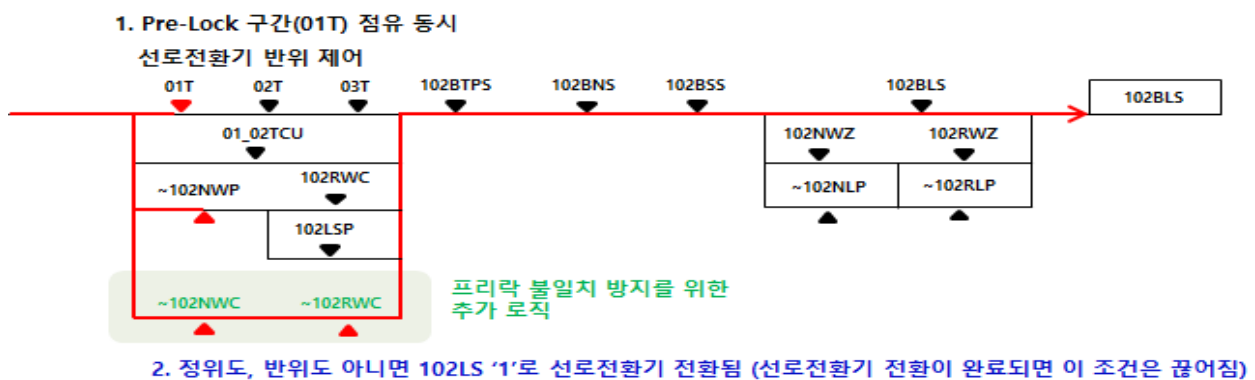 1. Pre-Lock 구간(01T) 점유 동시
선로전환기 반위 제어
01T 02T 03T 102BTPS 102BNS 102BSS 102BLS 102BLS
01_02TCU 102NWZ 102RWZ
~102NWP 102RWC ~102NLP ~102RLP
102LSP
~102NWC ~102RWC 프리락 불일치 방지를 위한
추가 로직
2. 정위도, 반위도 아니면 102LS ‘1’로 선로전환기 전환됨 (선로전환기 전환이 완료되면 이 조건은 끊어짐)